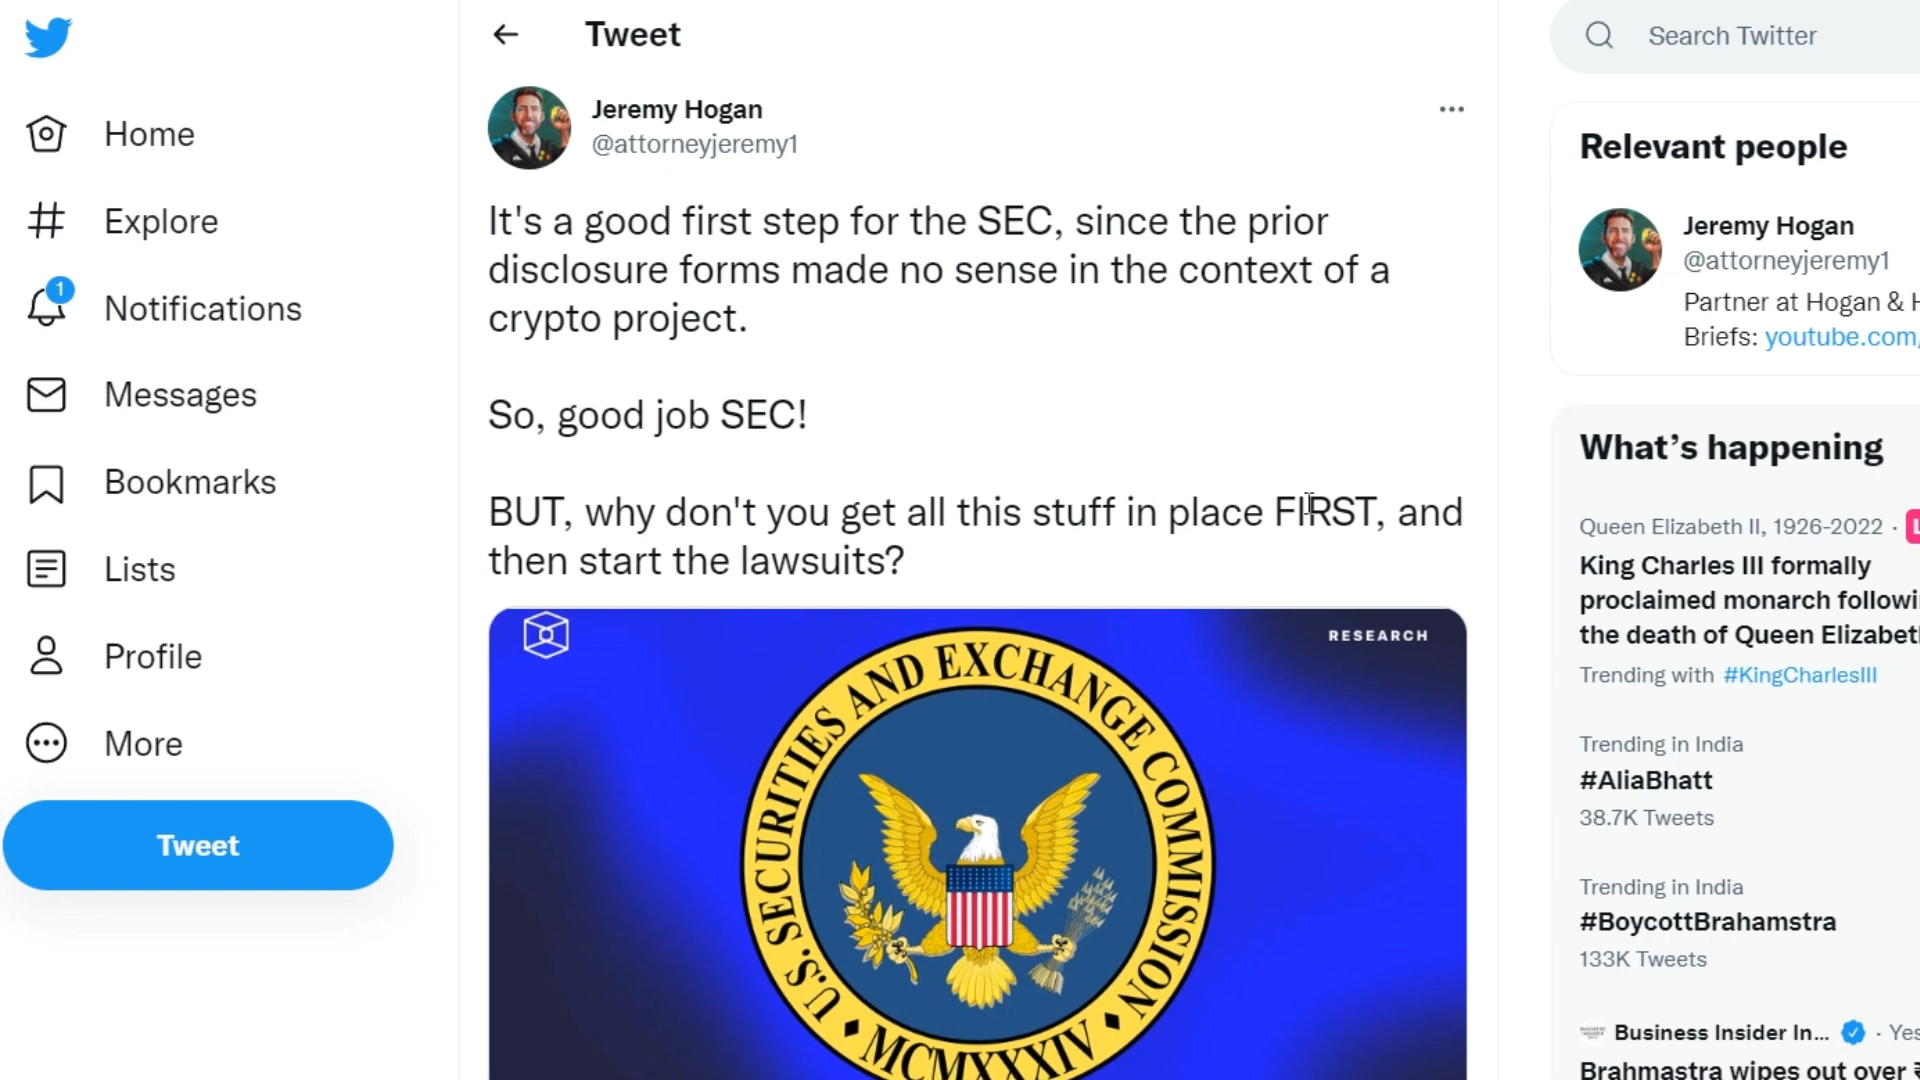 Home
Explore
1
Notifications
Messages
Bookmarks
Lists
Profile
More
Tweet
Tweet
Jeremy Hogan
@attorneyjeremy1
It's a good first step for the SEC, since the prior
disclosure forms made no sense in the context of a
crypto project.
So, good job SEC!
BUT, why don't you get all this stuff in place FIRST, and
then start the lawsuits?
RESEARCH
U.S. SECURITIES AND EXCHANGE COMMISSION
MCMXXXIV
Search Twitter
Relevant people
Jeremy Hogan
@attorneyjeremy1
Partner at Hogan & H
Briefs: youtube.com/
What's happening
Queen Elizabeth II, 1926-2022 · L
King Charles III formally
proclaimed monarch followi
the death of Queen Elizabet
Trending with #KingCharlesIII
Trending in India
#AliaBhatt
38.7K Tweets
Trending in India
#BoycottBrahamstra
133K Tweets
Business Insider In... · Yes
Brahmastra wipes out over ₹